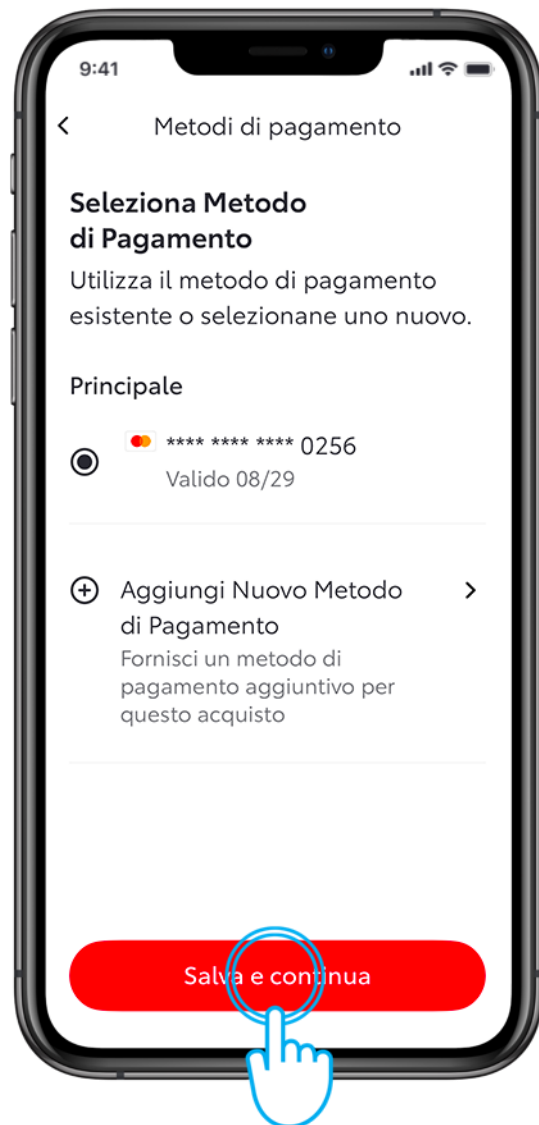 9:41
Metodi di pagamento
Seleziona Metodo
di Pagamento
Utilizza il metodo di pagamento
esistente o selezionane uno nuovo.
Principale
**** **** **** 0256
Valido 08/29
Aggiungi Nuovo Metodo
di Pagamento
Fornisci un metodo di
pagamento aggiuntivo per
questo acquisto
Salva e continua